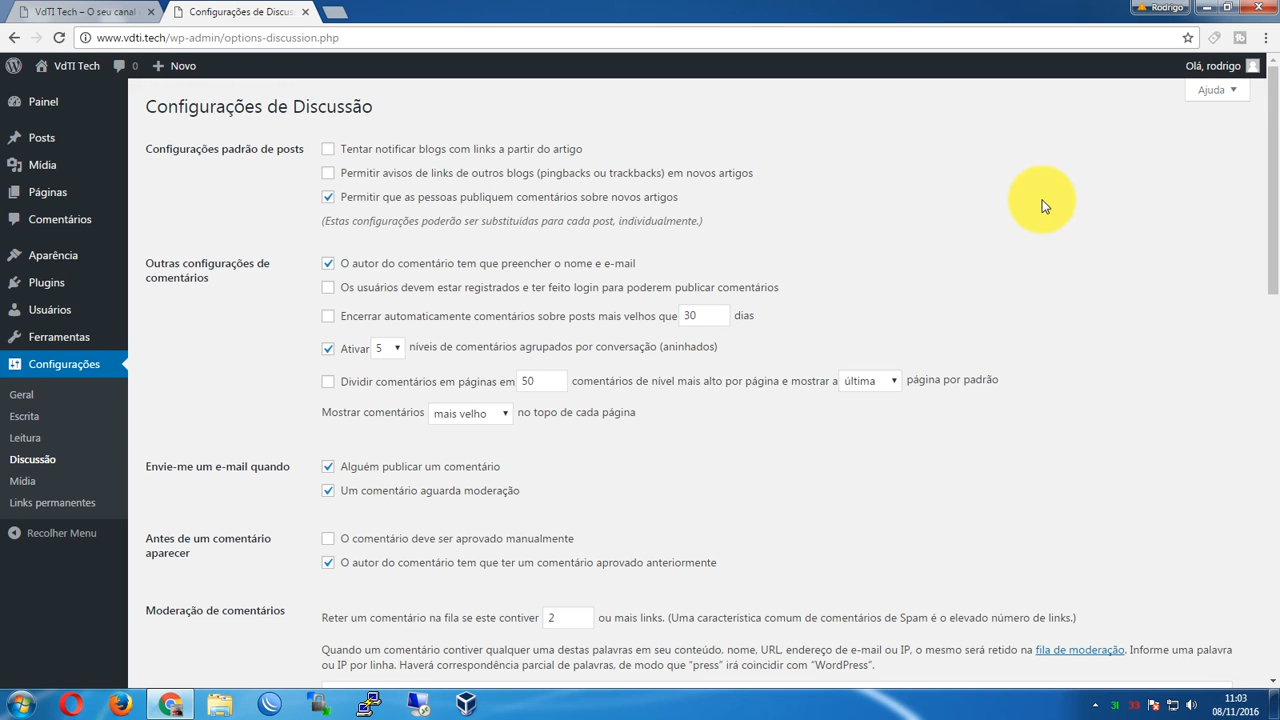 VdTI Tech – O seu canal
Configurações de Discuss
Rodrigo
www.vdti.tech/wp-admin/options-discussion.php
VdTI Tech
0
Novo
Olá, rodrigo
Ajuda
Painel
Posts
Mídia
Páginas
Comentários
Aparência
Plugins
Usuários
Ferramentas
Configurações
Geral
Escrita
Leitura
Discussão
Mídia
Links permanentes
Recolher Menu
Configurações de Discussão
Configurações padrão de posts
Tentar notificar blogs com links a partir do artigo
Permitir avisos de links de outros blogs (pingbacks ou trackbacks) em novos artigos
Permitir que as pessoas publiquem comentários sobre novos artigos
(Estas configurações poderão ser substituidas para cada post, individualmente.)
Outras configurações de
comentários
O autor do comentário tem que preencher o nome e e-mail
Os usuários devem estar registrados e ter feito login para poderem publicar comentários
Encerrar automaticamente comentários sobre posts mais velhos que 30 dias
Ativar 5 níveis de comentários agrupados por conversação (aninhados)
Dividir comentários em páginas em 50 comentários de nível mais alto por página e mostrar a última página por padrão
Mostrar comentários mais velho no topo de cada página
Envie-me um e-mail quando
Alguém publicar um comentário
Um comentário aguarda moderação
Antes de um comentário
aparecer
O comentário deve ser aprovado manualmente
O autor do comentário tem que ter um comentário aprovado anteriormente
Moderação de comentários
Reter um comentário na fila se este contiver 2 ou mais links. (Uma característica comum de comentários de Spam é o elevado número de links.)
Quando um comentário contiver qualquer uma destas palavras em seu conteúdo, nome, URL, endereço de e-mail ou IP, o mesmo será retido na fila de moderação. Informe uma palavra
ou IP por linha. Haverá correspondência parcial de palavras, de modo que “press” irá coincidir com “WordPress”.
31
33
11:03
08/11/2016